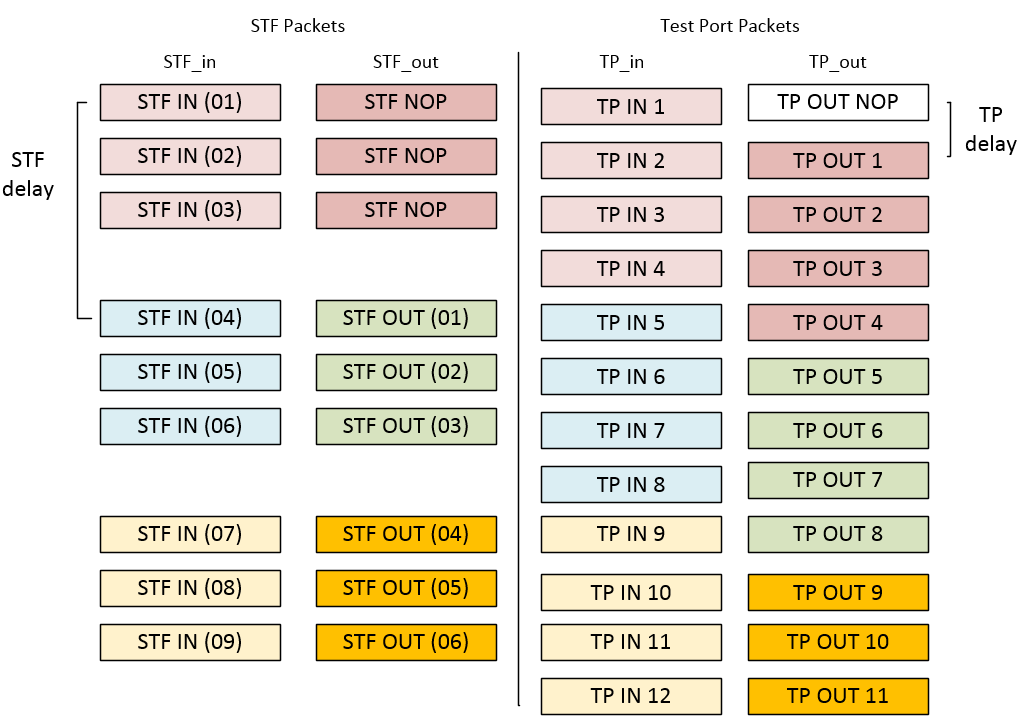 STF Packets
Test Port Packets
STF_in
STF_out
TP_in
TP_out
STF IN (01)
STF NOP
TP IN 1
TP OUT NOP
TP
delay
STF
delay
STF IN (02)
STF NOP
TP IN 2
TP OUT 1
STF IN (03)
STF NOP
TP IN 3
TP OUT 2
TP IN 4
TP OUT 3
STF IN (04)
STF OUT (01)
TP IN 5
TP OUT 4
STF IN (05)
STF OUT (02)
TP IN 6
TP OUT 5
STF IN (06)
STF OUT (03)
TP IN 7
TP OUT 6
TP IN 8
TP OUT 7
STF IN (07)
STF OUT (04)
TP IN 9
TP OUT 8
STF IN (08)
STF OUT (05)
TP IN 10
TP OUT 9
STF IN (09)
STF OUT (06)
TP IN 11
TP OUT 10
TP IN 12
TP OUT 11